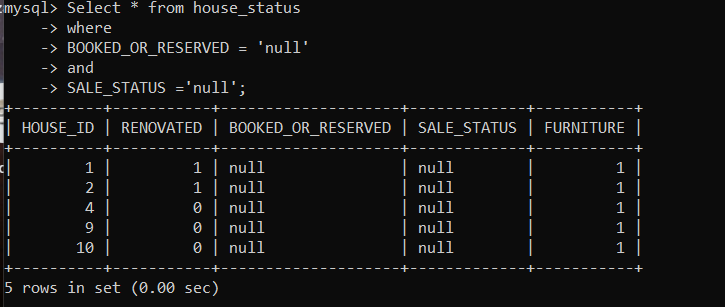 mysql> Select * from house_status
    -> where
    -> BOOKED_OR_RESERVED = 'null'
    -> and
    -> SALE_STATUS ='null';
+----------+-----------+--------------------+-------------+-----------+
| HOUSE_ID | RENOVATED | BOOKED_OR_RESERVED | SALE_STATUS | FURNITURE |
+----------+-----------+--------------------+-------------+-----------+
|        1 |         1 | null               | null        |         1 |
|        2 |         1 | null               | null        |         1 |
|        4 |         0 | null               | null        |         1 |
|        9 |         0 | null               | null        |         1 |
|       10 |         0 | null               | null        |         1 |
+----------+-----------+--------------------+-------------+-----------+
5 rows in set (0.00 sec)